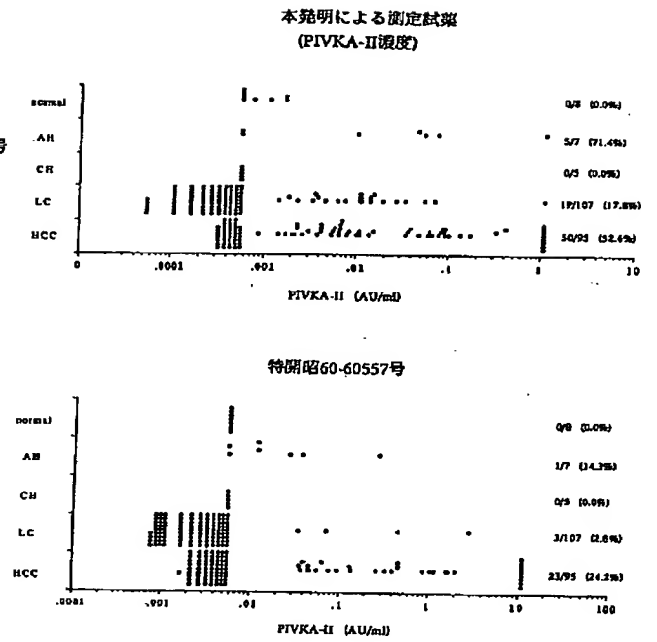 本発明による測定試薬
(PIVKA-II濃度)
normal
0/8 (0.0%)
AH
5/7 (71.4%)
号
CH
0/5 (0.0%)
LC
19/107 (17.8%)
HCC
50/95 (52.6%)
0 .0001 .001 .01 .1 1 10
PIVKA-II (AU/ml)
特開昭60-60557号
normal
0/8 (0.0%)
AH
1/7 (14.3%)
CH
0/5 (0.0%)
LC
3/107 (2.8%)
HCC
23/95 (24.2%)
.0001 .001 .01 .1 1 10 100
PIVKA-II (AU/ml)